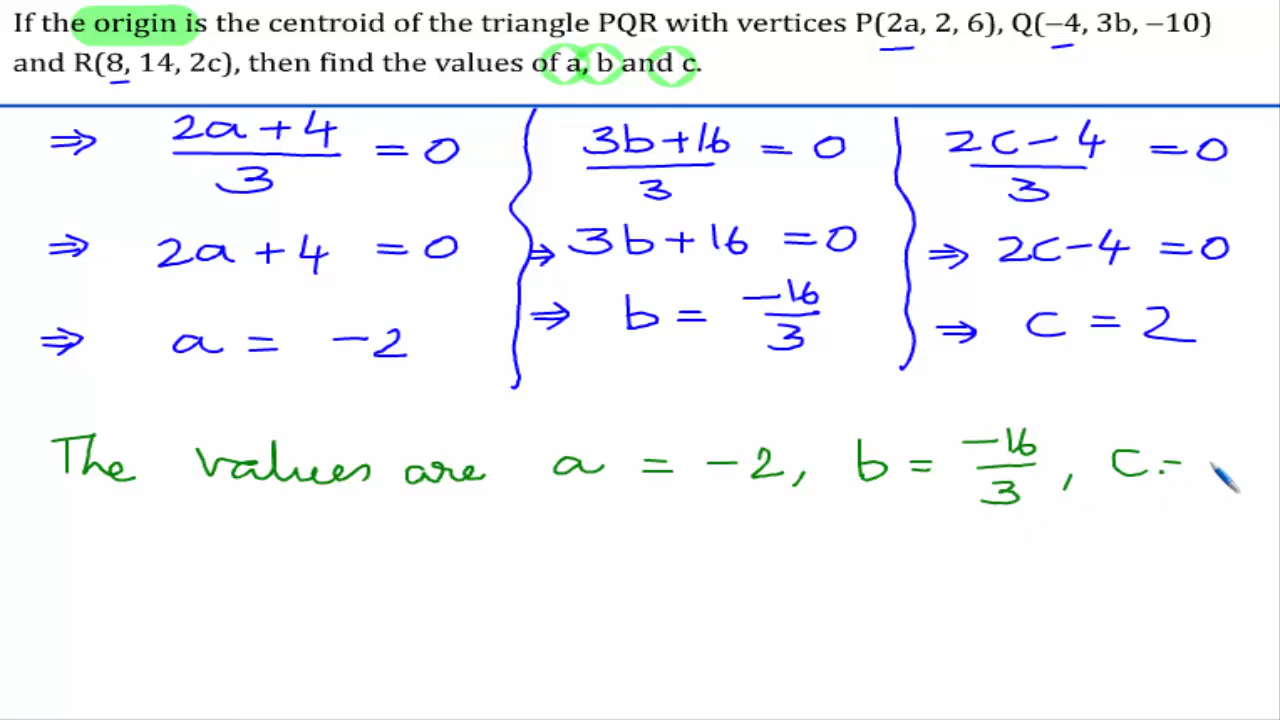 If the origin is the centroid of the triangle PQR with vertices P(2a, 2, 6), Q(−4, 3b, −10)
and R(8, 14, 2c), then find the values of a, b and c.
⇒ (2a + 4)/3 = 0
⇒ 2a + 4 = 0
⇒ a = −2
(3b + 16)/3 = 0
⇒ 3b + 16 = 0
⇒ b = −16/3
(2c − 4)/3 = 0
⇒ 2c − 4 = 0
⇒ c = 2
The values are a = −2, b = −16/3, c =